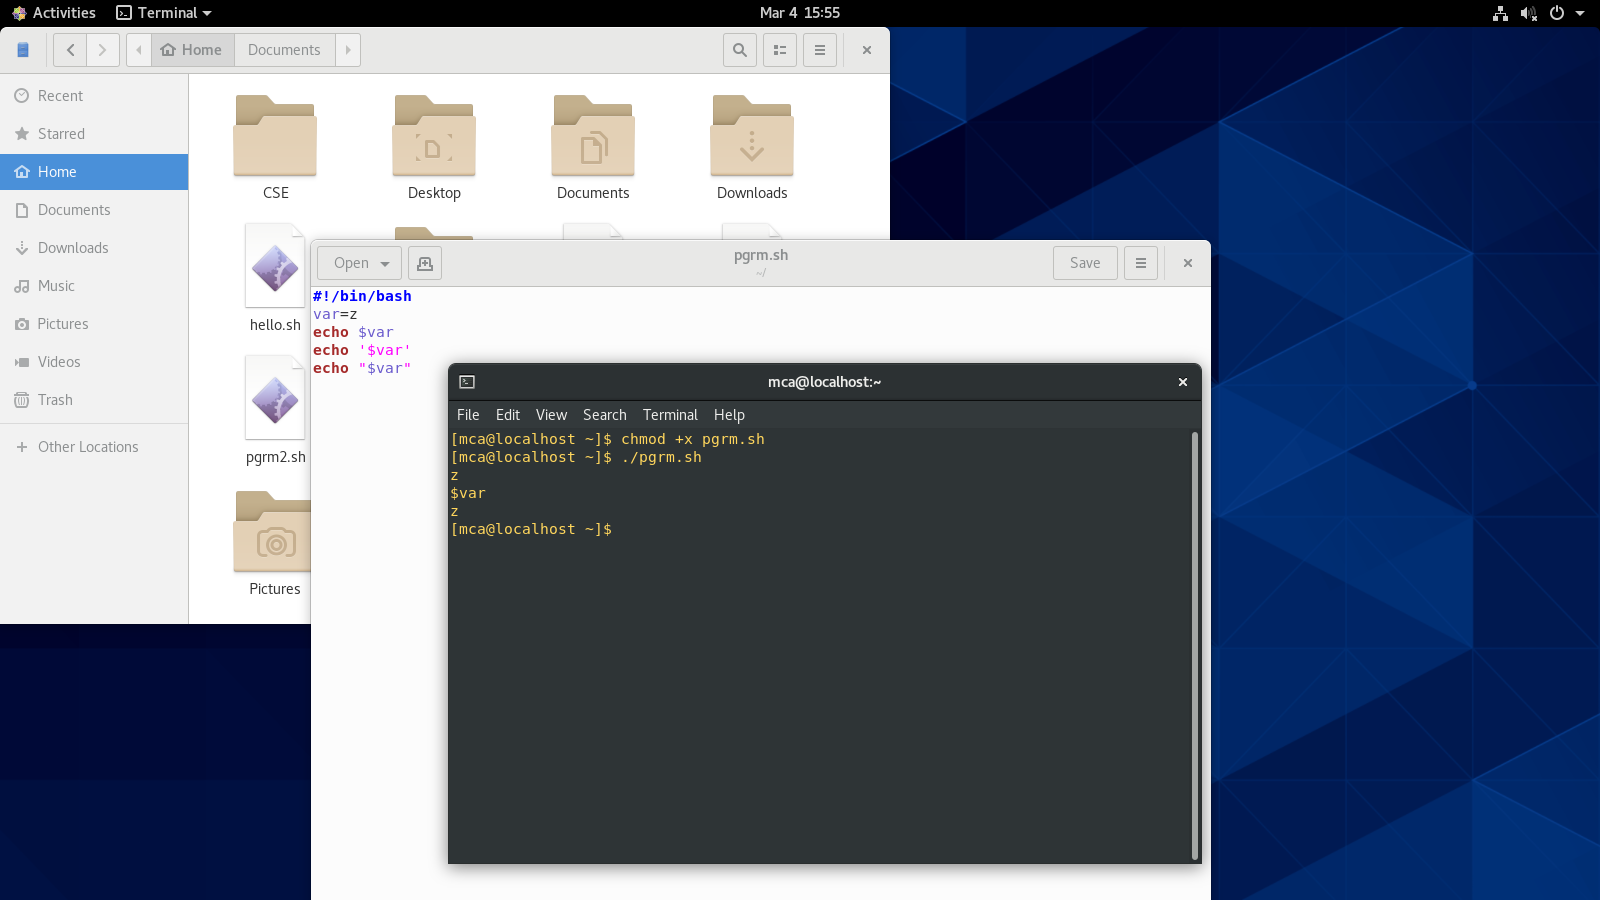 Activities Terminal Mar 4 15:55
Home Documents
Recent
Starred
Home
Documents
Downloads
Music
Pictures
Videos
Trash
Other Locations
CSE Desktop Documents Downloads
hello.sh
pgrm2.sh
Pictures
Open pgrm.sh Save
~/
#!/bin/bash
var=z
echo $var
echo '$var'
echo "$var"
mca@localhost:~
File Edit View Search Terminal Help
[mca@localhost ~]$ chmod +x pgrm.sh
[mca@localhost ~]$ ./pgrm.sh
z
$var
z
[mca@localhost ~]$